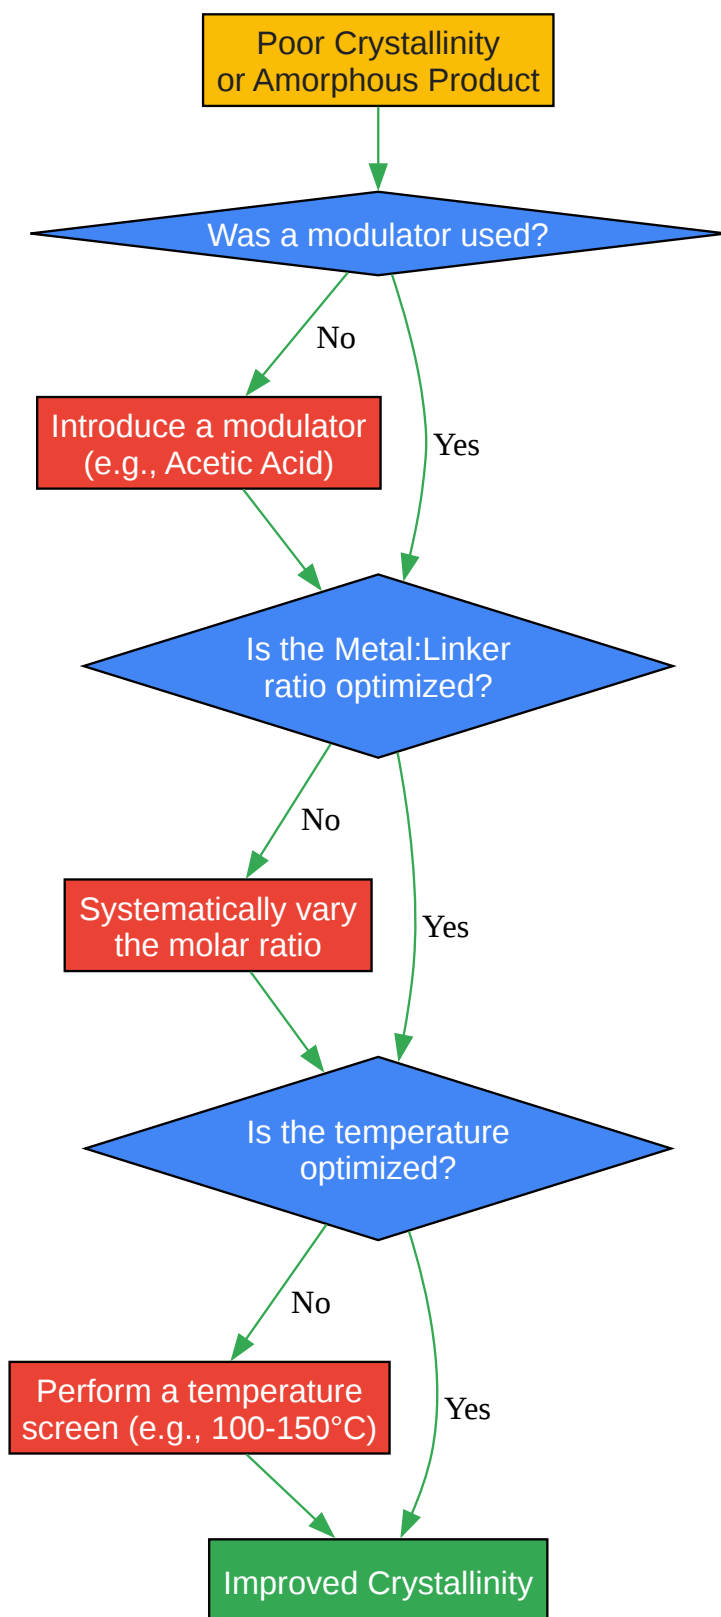 Poor Crystallinity
or Amorphous Product
Was a modulator used?
No
Introduce a modulator
(e.g., Acetic Acid)
Yes
Is the Metal:Linker
ratio optimized?
No
Systematically vary
the molar ratio
Yes
Is the temperature
optimized?
No
Perform a temperature
screen (e.g., 100-150°C)
Yes
Improved Crystallinity